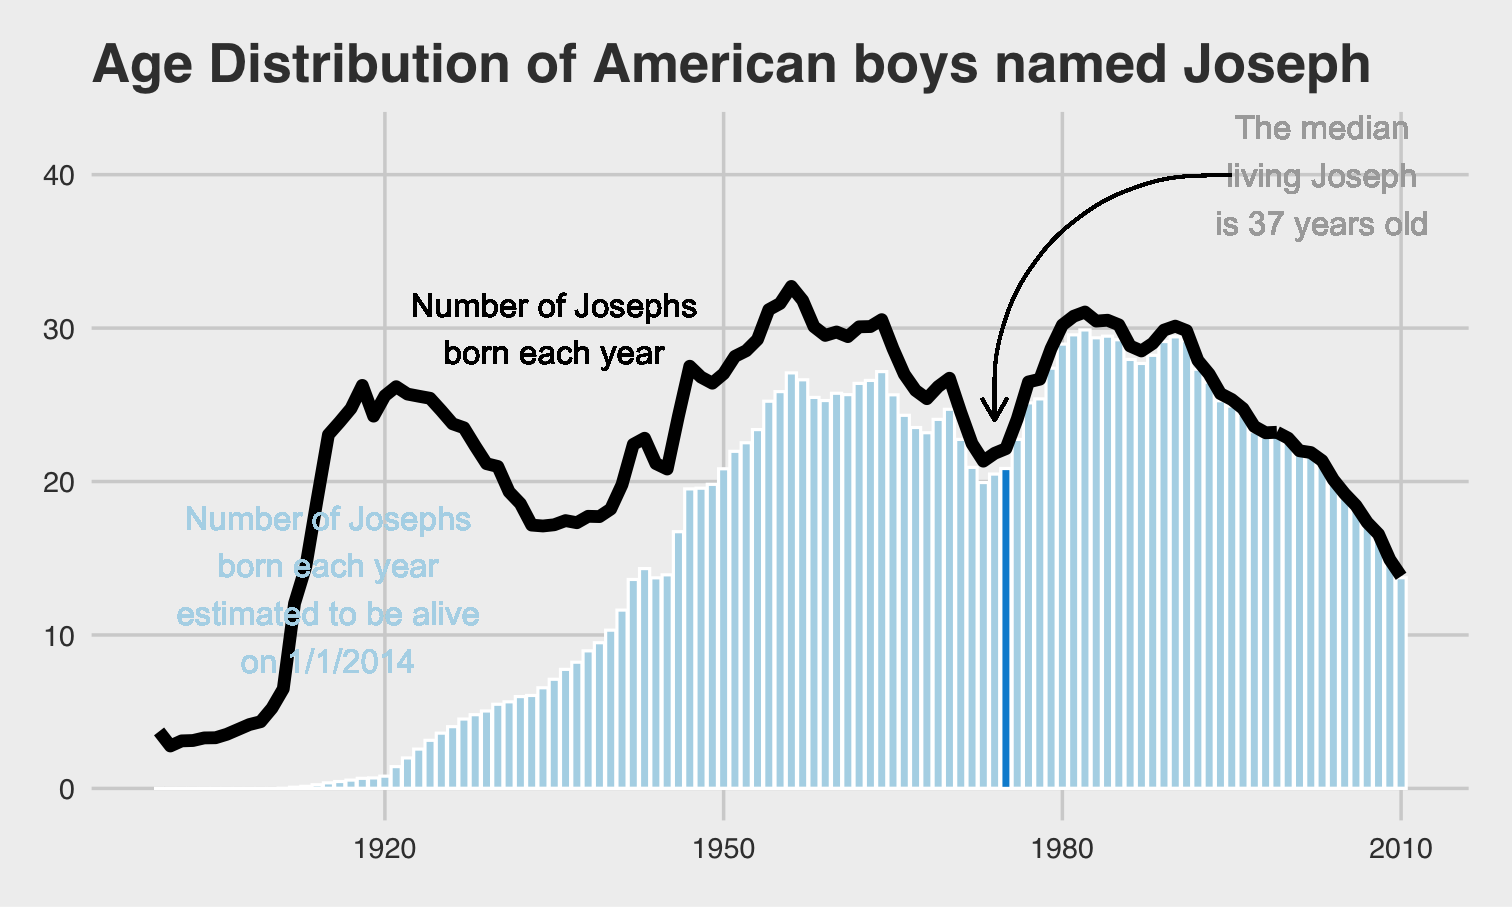 Age Distribution of American boys named Joseph
The median
living Joseph
is 37 years old
Number of Josephs
born each year
Number of Josephs
born each year
estimated to be alive
on 1/1/2014
40
30
20
10
0
1920
1950
1980
2010